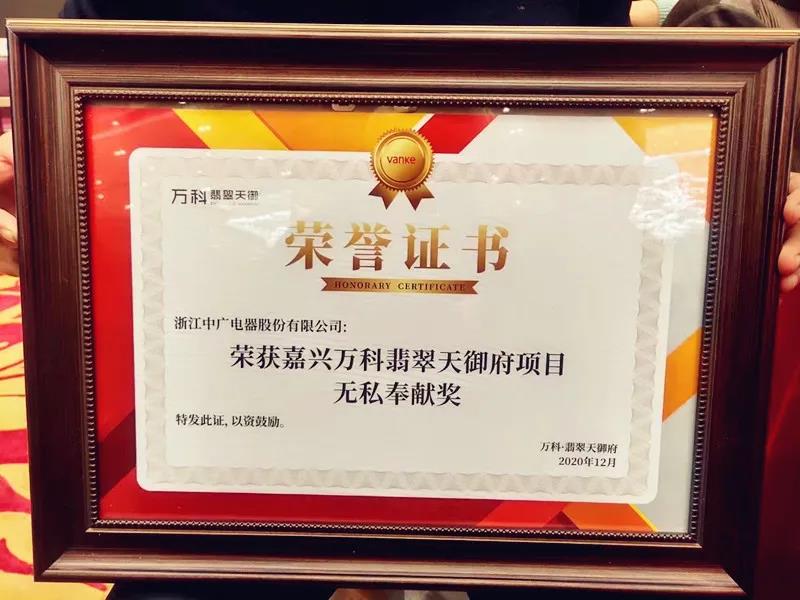 vanke
万科 翡翠天御
荣誉证书
HONORARY CERTIFICATE
浙江中广电器股份有限公司:
荣获嘉兴万科翡翠天御府项目
无私奉献奖
特发此证, 以资鼓励。
万科·翡翠天御府
2020年12月